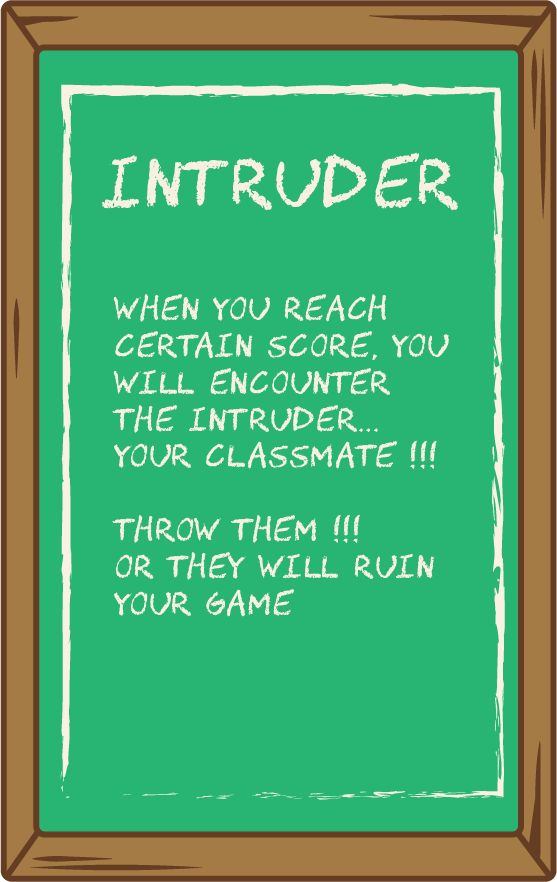 INTRUDER
WHEN YOU REACH
CERTAIN SCORE, YOU
WILL ENCOUNTER
THE INTRUDER...
YOUR CLASSMATE !!!
THROW THEM !!!
OR THEY WILL RUIN
YOUR GAME